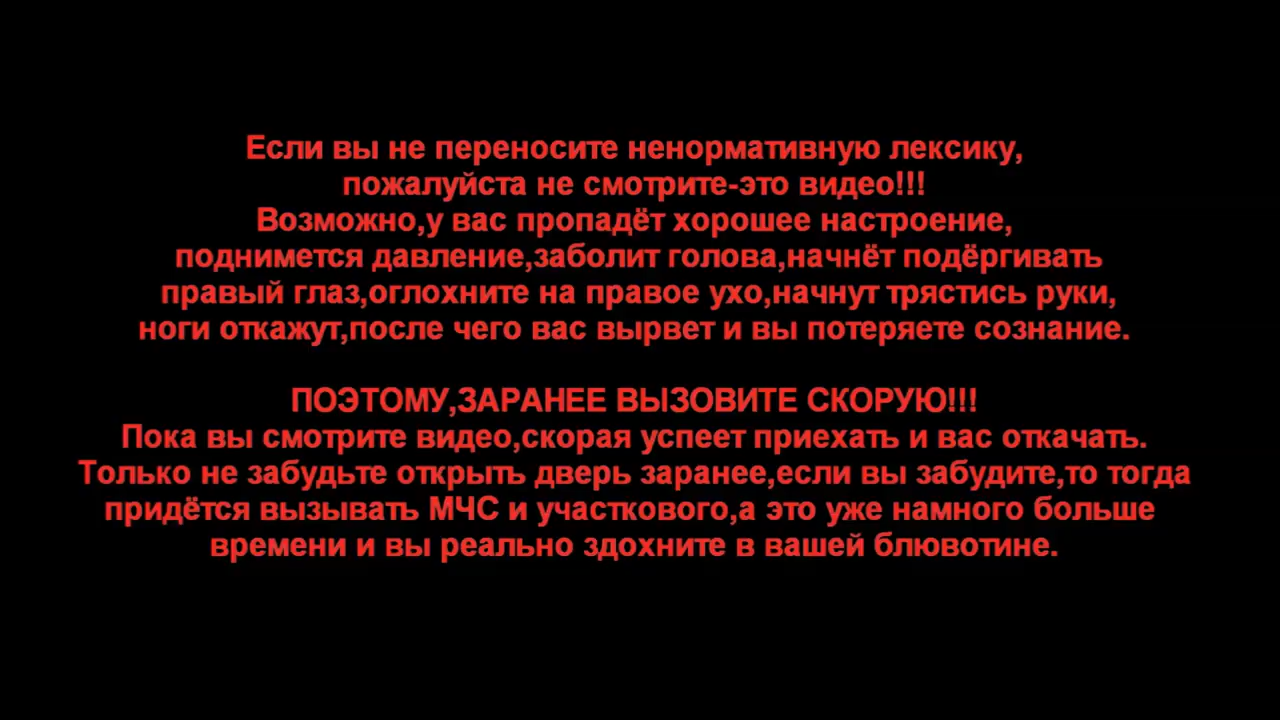 Если вы не переносите ненормативную лексику,
пожалуйста не смотрите-это видео!!!
Возможно,у вас пропадёт хорошее настроение,
поднимется давление,заболит голова,начнёт подёргивать
правый глаз,оглохните на правое ухо,начнут трястись руки,
ноги откажут,после чего вас вырвет и вы потеряете сознание.
ПОЭТОМУ,ЗАРАНЕЕ ВЫЗОВИТЕ СКОРУЮ!!!
Пока вы смотрите видео,скорая успеет приехать и вас откачать.
Только не забудьте открыть дверь заранее,если вы забудите,то тогда
придётся вызывать МЧС и участкового,а это уже намного больше
времени и вы реально здохните в вашей блювотине.